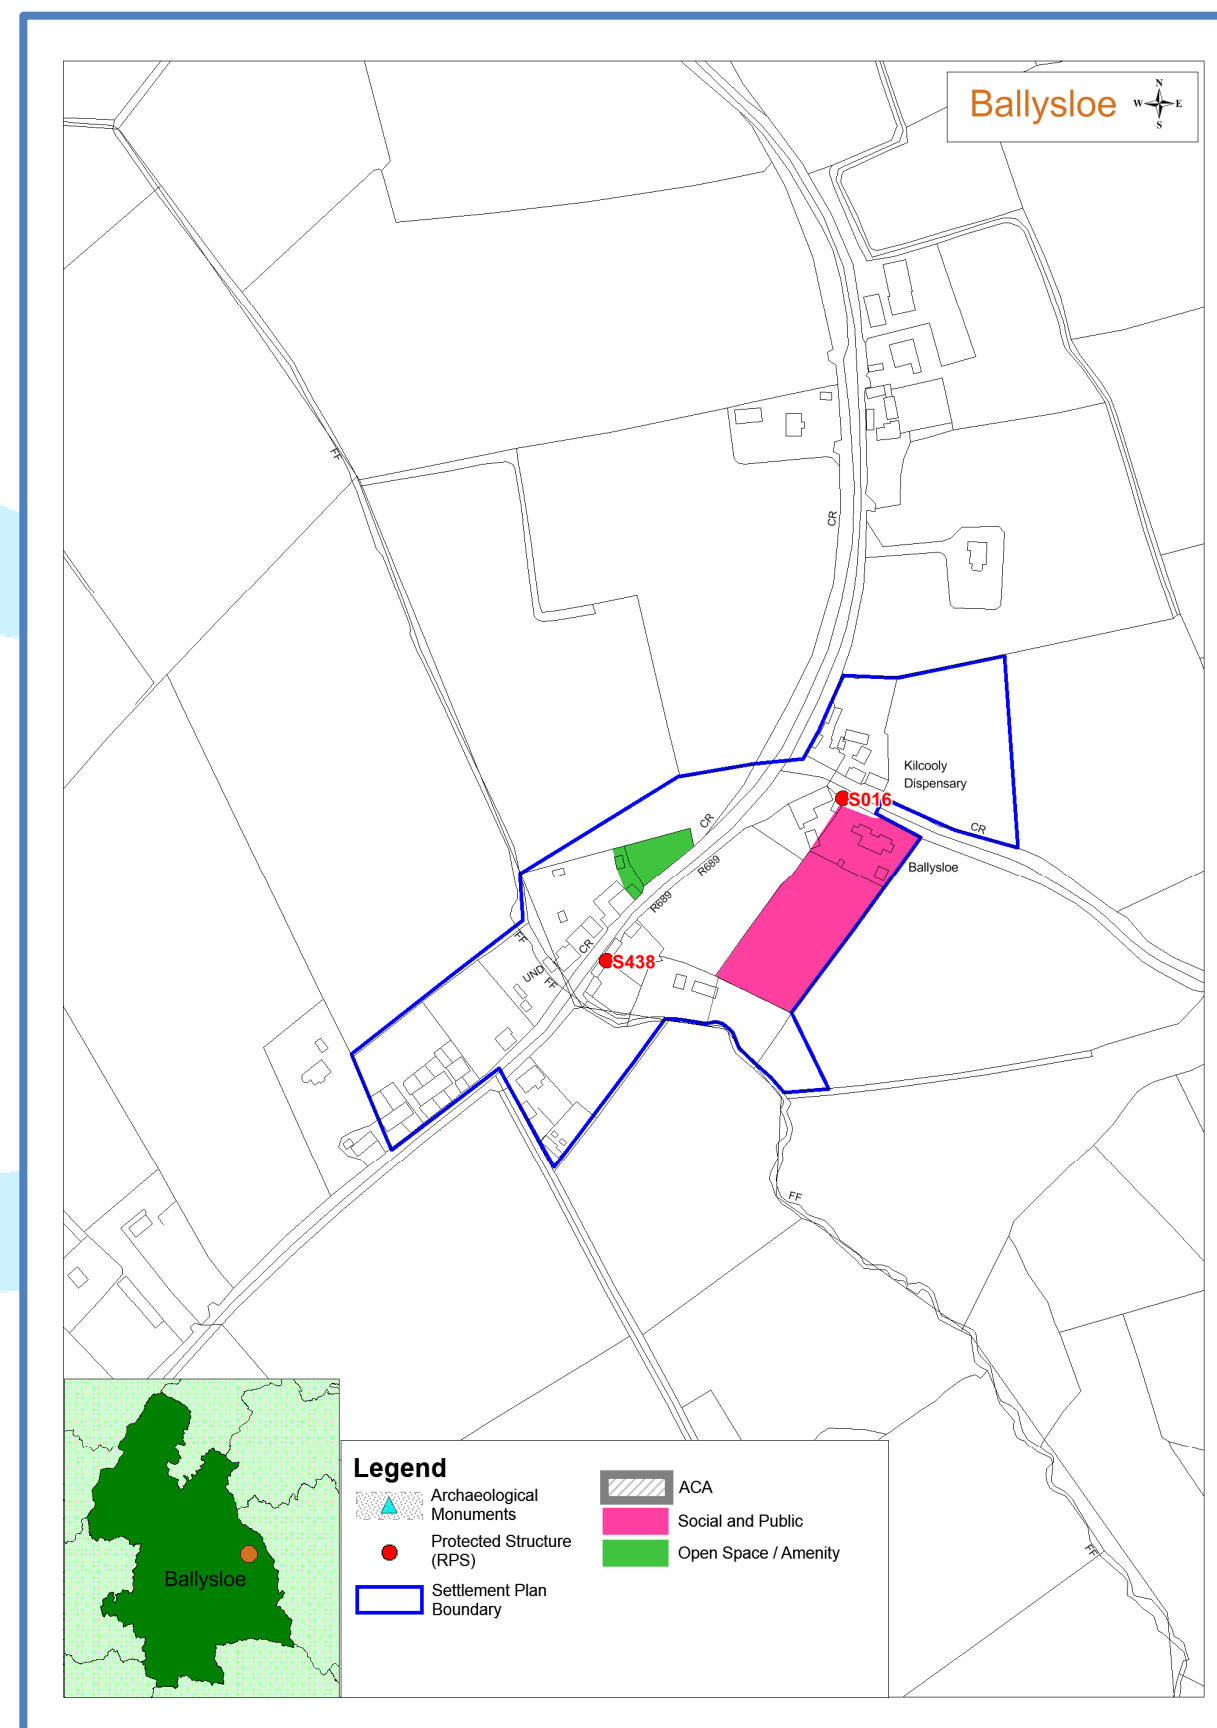 Ballysloe
N
W E
S
FF
CR
Kilcooly
Dispensary
S016
CR
CR
Ballysloe
R689
R689
FF
CR
UND
S438
FF
FF
FF
Ballysloe
Legend
Archaeological
Monuments
Protected Structure
(RPS)
Settlement Plan
Boundary
ACA
Social and Public
Open Space / Amenity